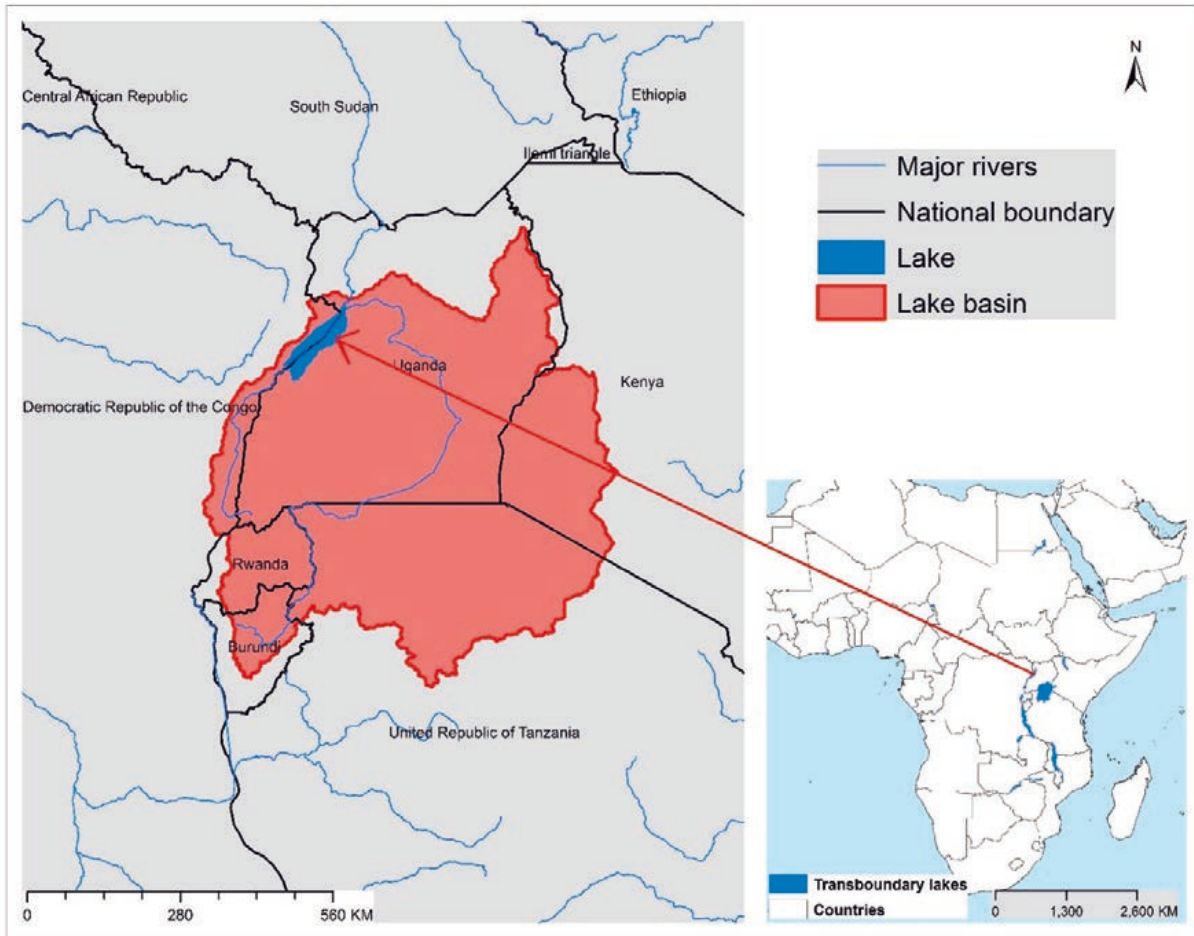 Central African Republic
South Sudan
Ethiopia
Ilemi triangle
Uganda
Kenya
Democratic Republic of the Congo
Rwanda
Burundi
United Republic of Tanzania
0 280 560 KM
N
Major rivers
National boundary
Lake
Lake basin
Transboundary lakes
Countries
0 1,300 2,600 KM